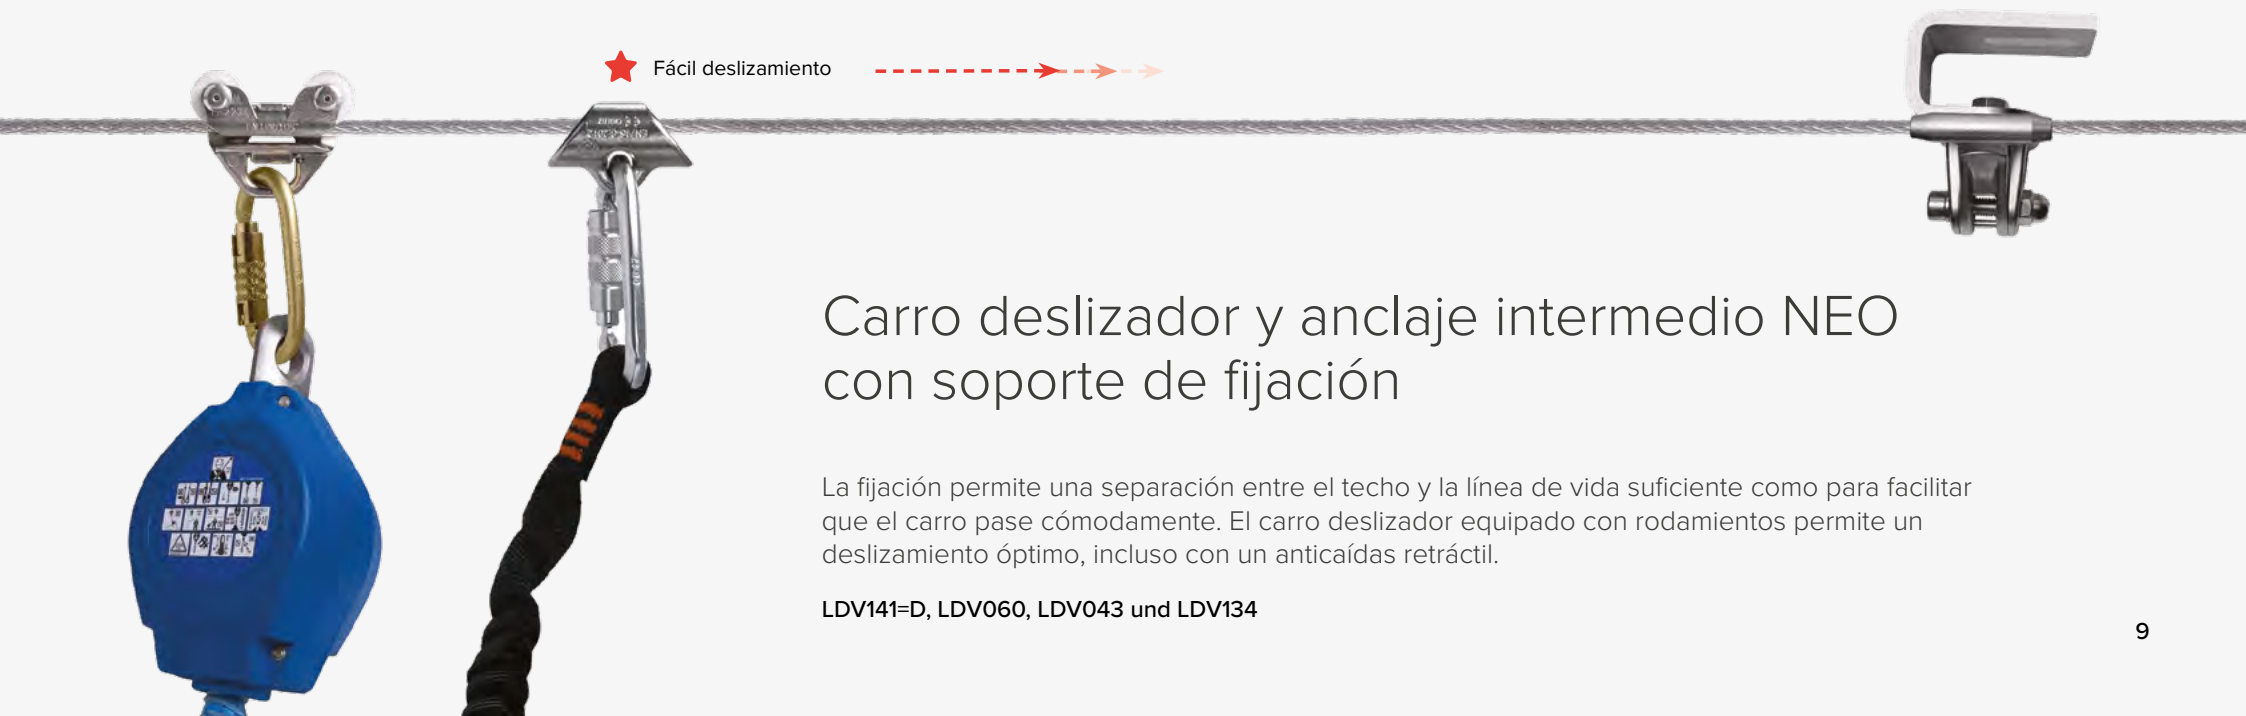 Fácil deslizamiento
Carro deslizador y anclaje intermedio NEO
con soporte de fijación
La fijación permite una separación entre el techo y la línea de vida suficiente como para facilitar
que el carro pase cómodamente. El carro deslizador equipado con rodamientos permite un
deslizamiento óptimo, incluso con un anticaídas retráctil.
LDV141=D, LDV060, LDV043 und LDV134
9